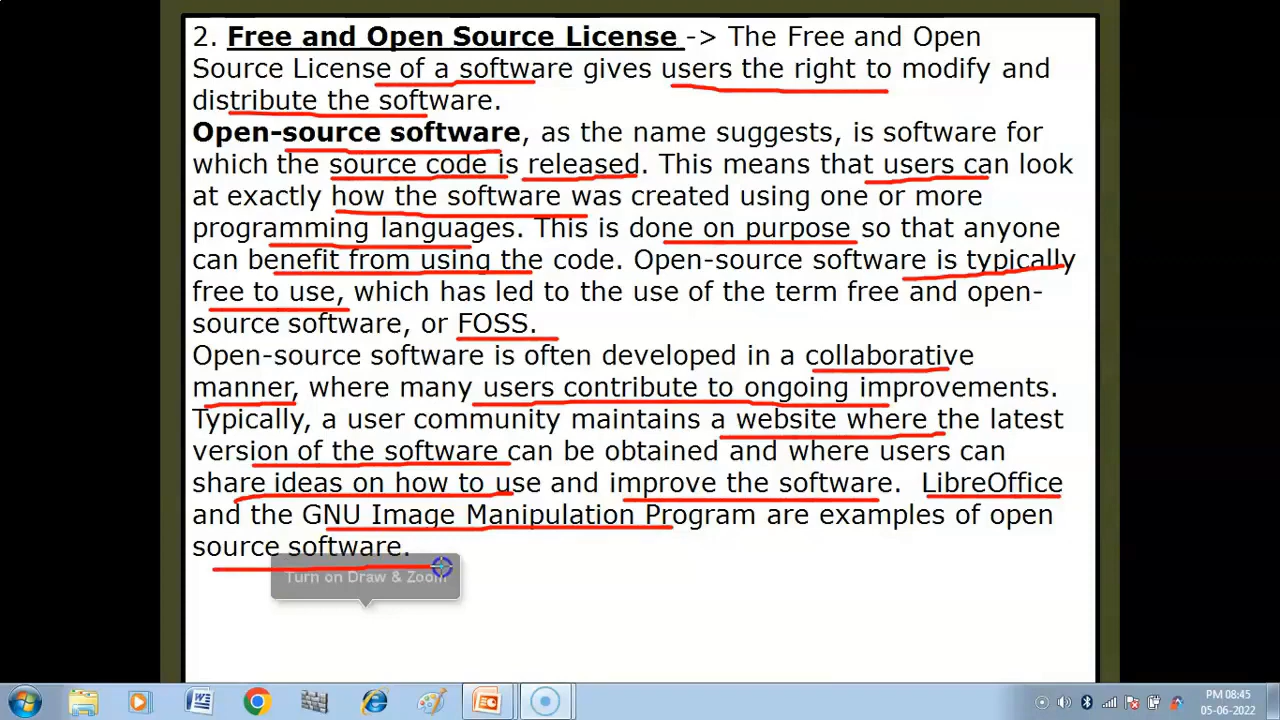 2. Free and Open Source License -> The Free and Open
Source License of a software gives users the right to modify and
distribute the software.
Open-source software, as the name suggests, is software for
which the source code is released. This means that users can look
at exactly how the software was created using one or more
programming languages. This is done on purpose so that anyone
can benefit from using the code. Open-source software is typically
free to use, which has led to the use of the term free and open-
source software, or FOSS.
Open-source software is often developed in a collaborative
manner, where many users contribute to ongoing improvements.
Typically, a user community maintains a website where the latest
version of the software can be obtained and where users can
share ideas on how to use and improve the software. LibreOffice
and the GNU Image Manipulation Program are examples of open
source software.
Turn on Draw & Zoom
PM 08:45
05-06-2022